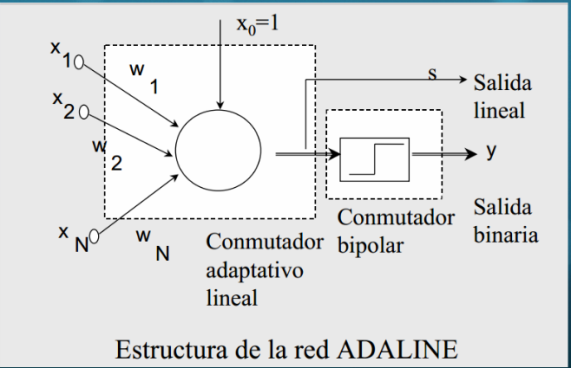 x0=1
x1
w1
x2
w2
xN
wN
s
Salida
lineal
y
Salida
binaria
Conmutador
bipolar
Conmutador
adaptativo
lineal
Estructura de la red ADALINE